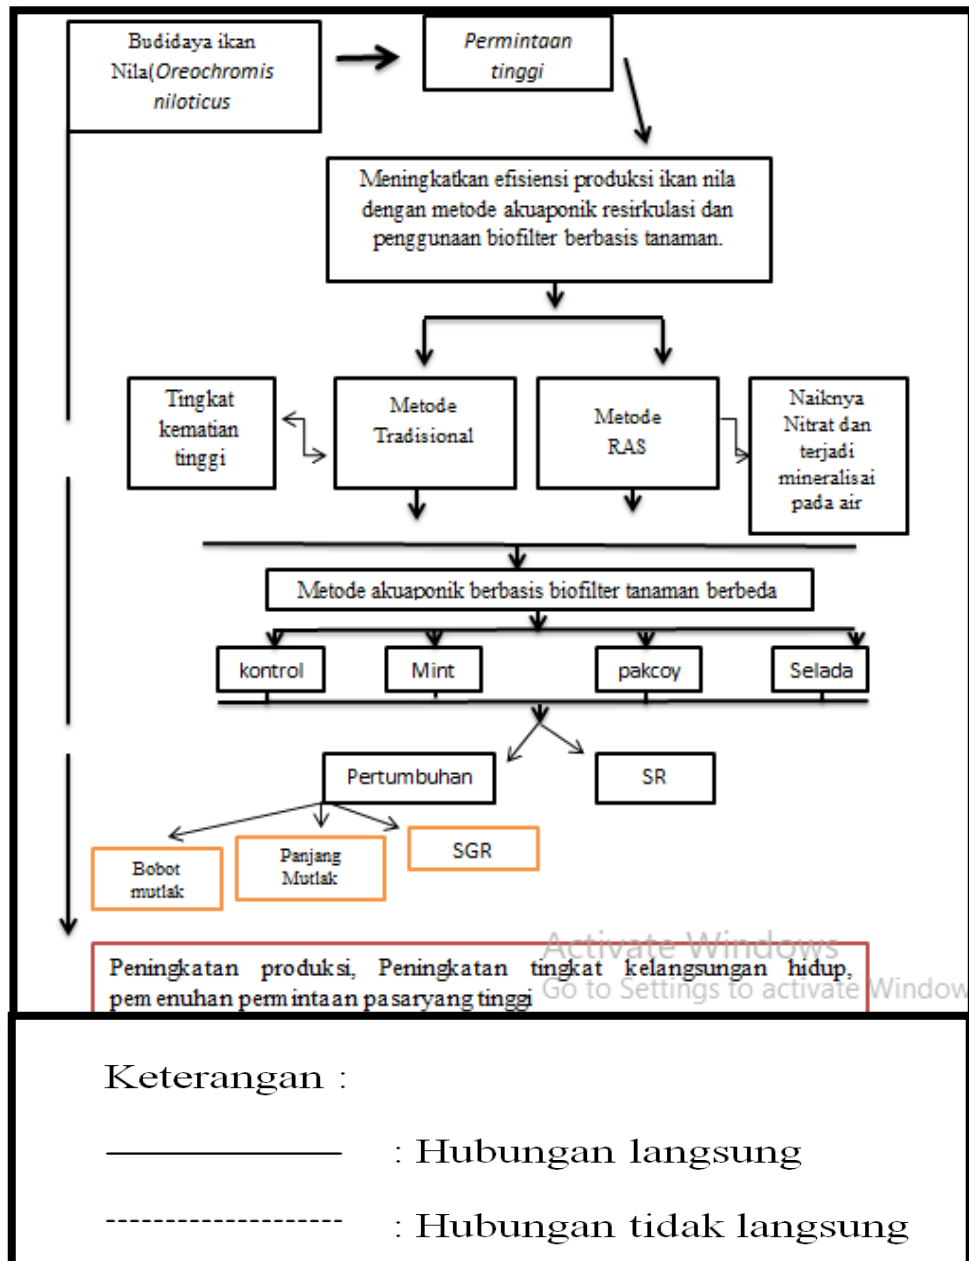 Budidaya ikan
Nila(Oreochromis
niloticus
Permintaan
tinggi
Meningkatkan efisiensi produksi ikan nila
dengan metode akuaponik resirkulasi dan
penggunaan biofilter berbasis tanaman.
Tingkat
kematian
tinggi
Metode
Tradisional
Metode
RAS
Naiknya
Nitrat dan
terjadi
mineralisai
pada air
Metode akuaponik berbasis biofilter tanaman berbeda
kontrol
Mint
pakcoy
Selada
Pertumbuhan
SR
Bobot
mutlak
Panjang
Mutlak
SGR
Peningkatan produksi, Peningkatan tingkat kelangsungan hidup,
pemenuhan permintaan pasaryang tinggi
Activate Windows
Go to Settings to activate Window
Keterangan :
: Hubungan langsung
: Hubungan tidak langsung